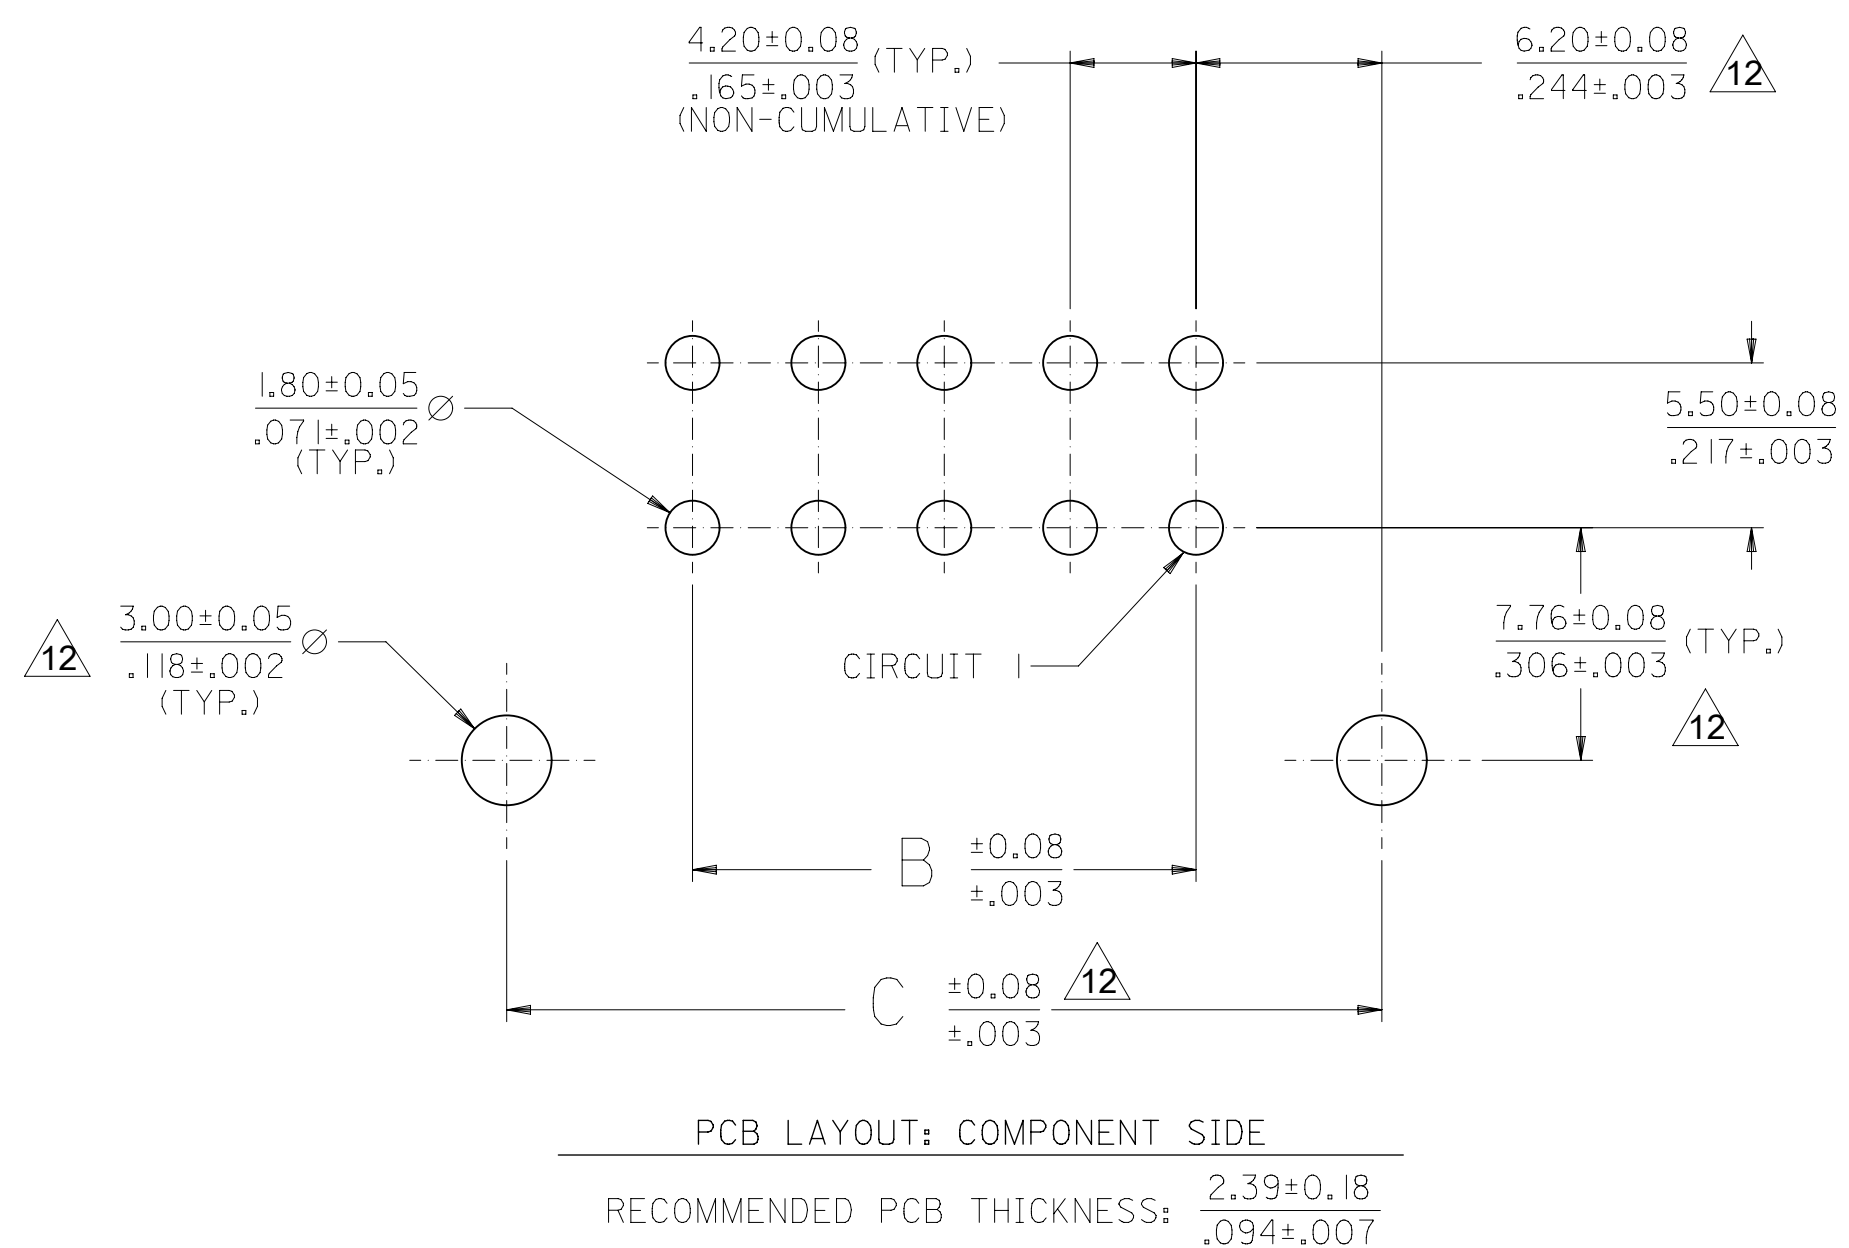 4.20±0.08 (TYP.)
.165±.003
(NON-CUMULATIVE)
6.20±0.08
.244±.003
12
1.80±0.05 ∅
.071±.002
(TYP.)
5.50±0.08
.217±.003
12
3.00±0.05 ∅
.118±.002
(TYP.)
CIRCUIT 1
7.76±0.08 (TYP.)
.306±.003
12
B ±0.08
±.003
C ±0.08
±.003
12
PCB LAYOUT: COMPONENT SIDE
RECOMMENDED PCB THICKNESS: 2.39±0.18
.094±.007